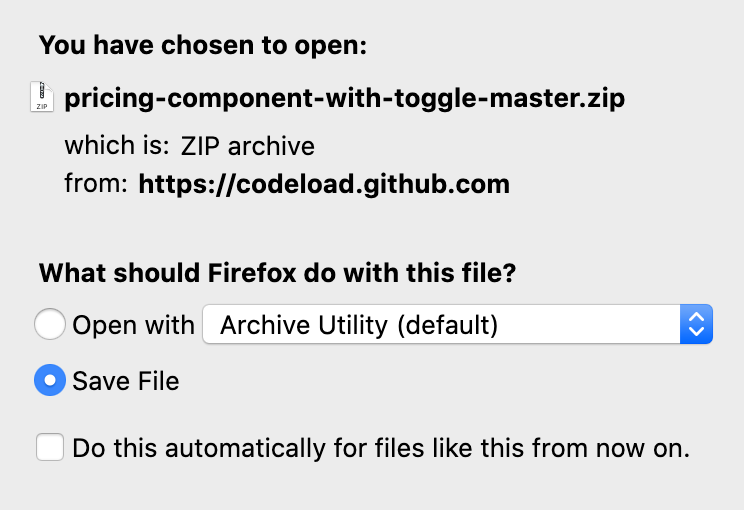 You have chosen to open:
ZIP
pricing-component-with-toggle-master.zip
which is: ZIP archive
from: https://codeload.github.com
What should Firefox do with this file?
Open with Archive Utility (default)
Save File
Do this automatically for files like this from now on.